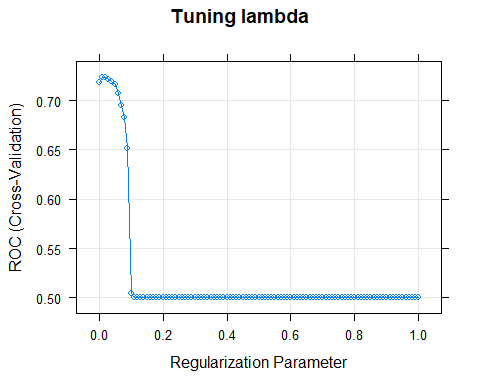 Tuning lambda
ROC (Cross-Validation)
0.70
0.65
0.60
0.55
0.50
0.0 0.2 0.4 0.6 0.8 1.0
Regularization Parameter